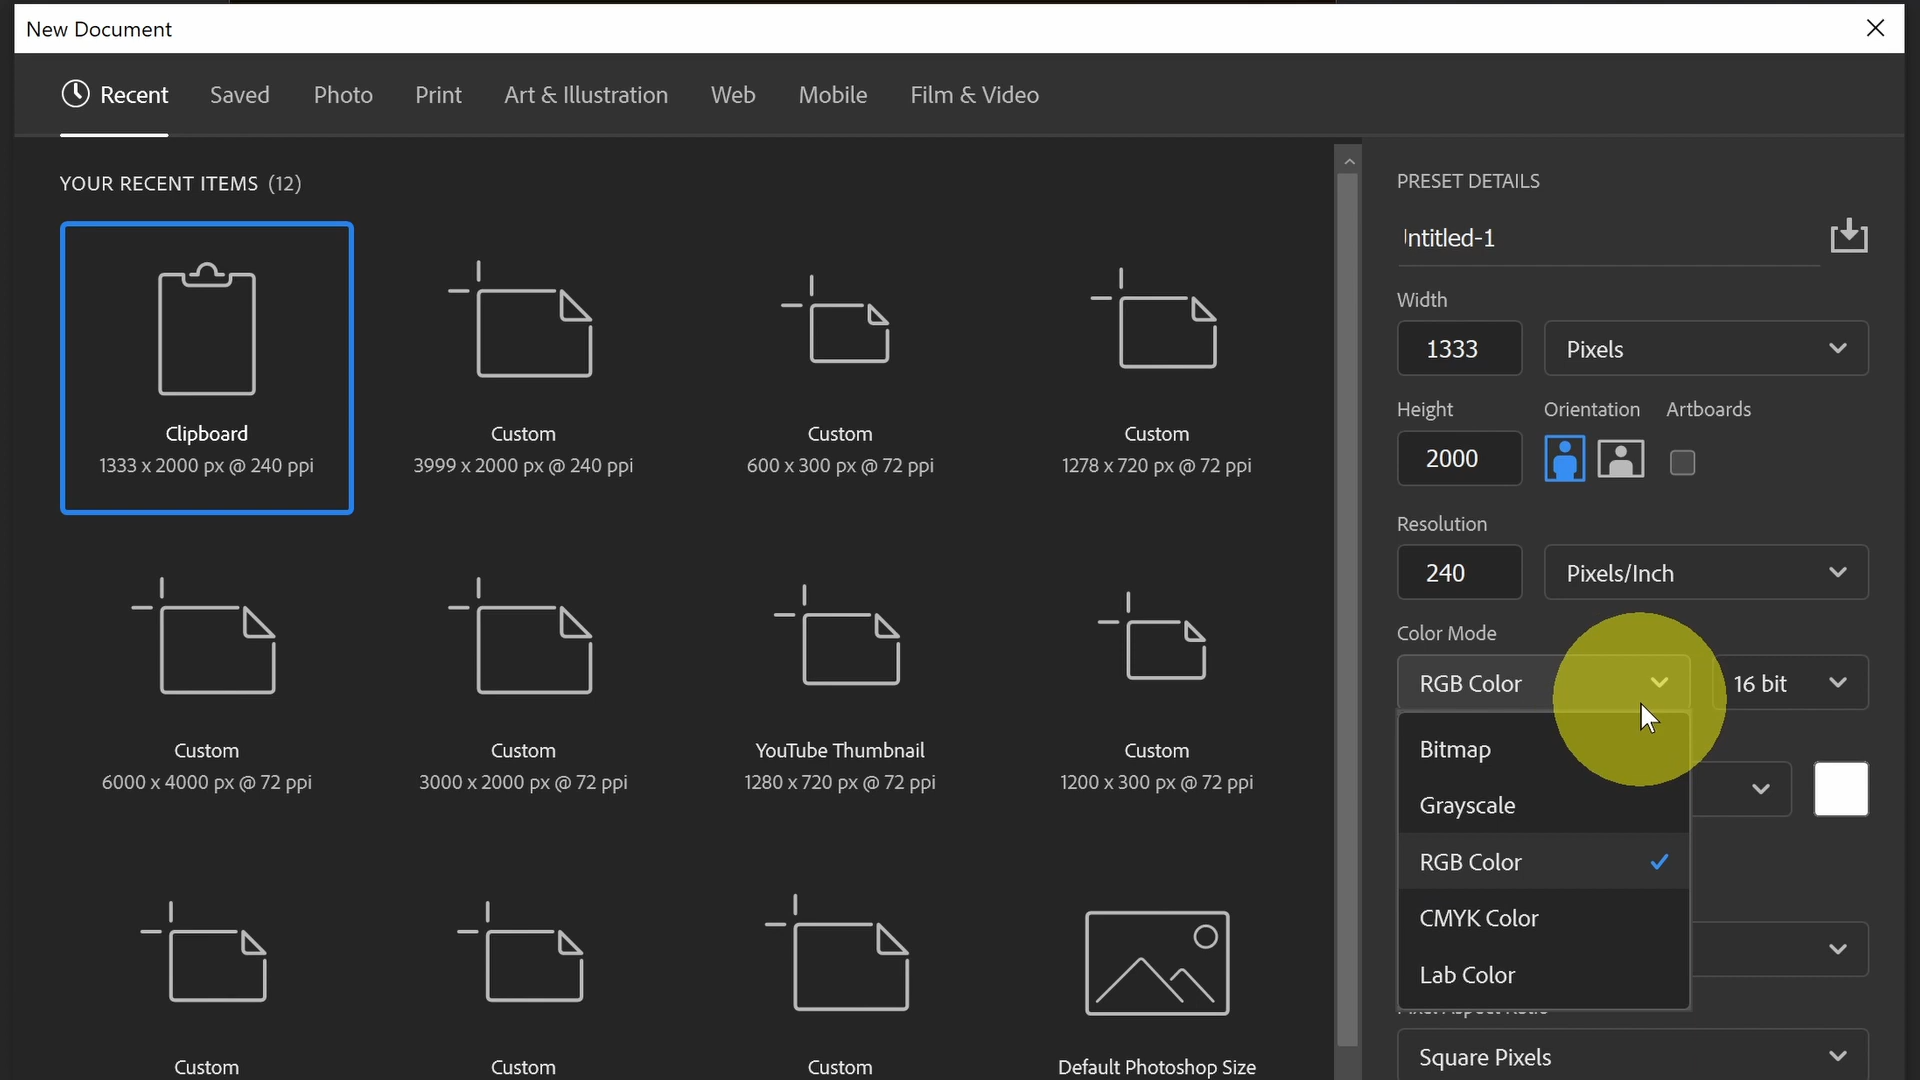 New Document
Recent Saved Photo Print Art & Illustration Web Mobile Film & Video
YOUR RECENT ITEMS (12)
Clipboard
1333 x 2000 px @ 240 ppi
Custom
3999 x 2000 px @ 240 ppi
Custom
600 x 300 px @ 72 ppi
Custom
1278 x 720 px @ 72 ppi
Custom
6000 x 4000 px @ 72 ppi
Custom
3000 x 2000 px @ 72 ppi
YouTube Thumbnail
1280 x 720 px @ 72 ppi
Custom
1200 x 300 px @ 72 ppi
Custom
Custom
Custom
Default Photoshop Size
PRESET DETAILS
Untitled-1
Width
1333 Pixels
Height Orientation Artboards
2000
Resolution
240 Pixels/Inch
Color Mode
RGB Color 16 bit
Bitmap
Grayscale
RGB Color
CMYK Color
Lab Color
Square Pixels